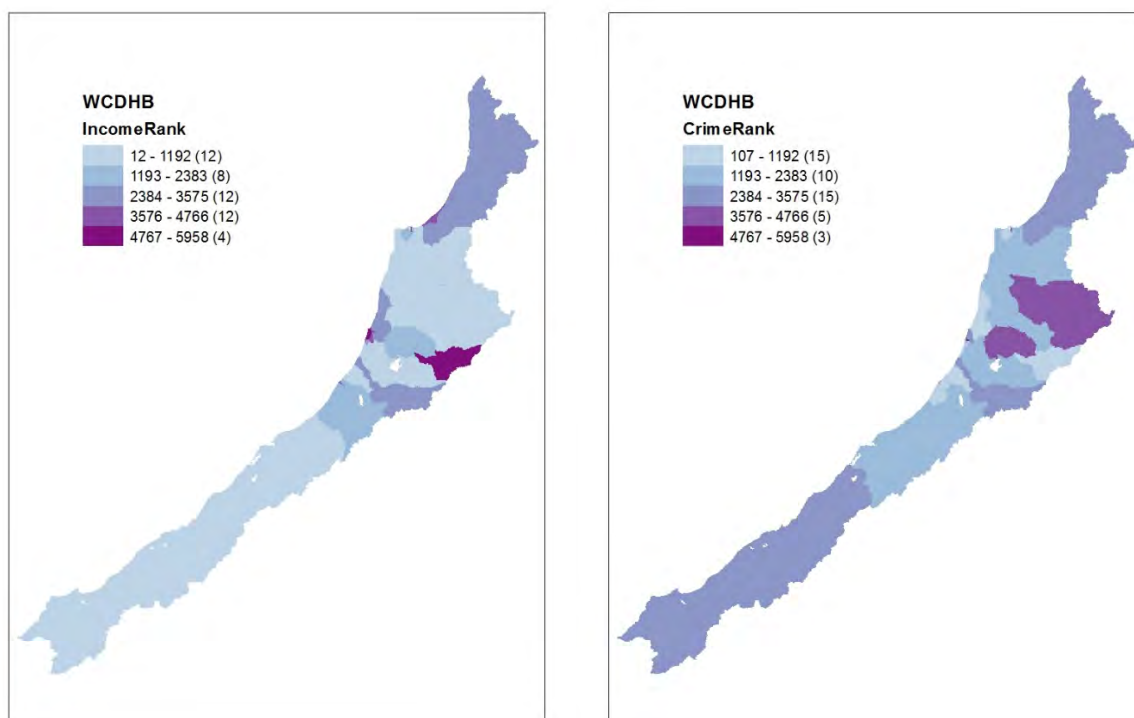 WCDHB
IncomeRank
12 - 1192 (12)
1193 - 2383 (8)
2384 - 3575 (12)
3576 - 4766 (12)
4767 - 5958 (4)
WCDHB
CrimeRank
107 - 1192 (15)
1193 - 2383 (10)
2384 - 3575 (15)
3576 - 4766 (5)
4767 - 5958 (3)